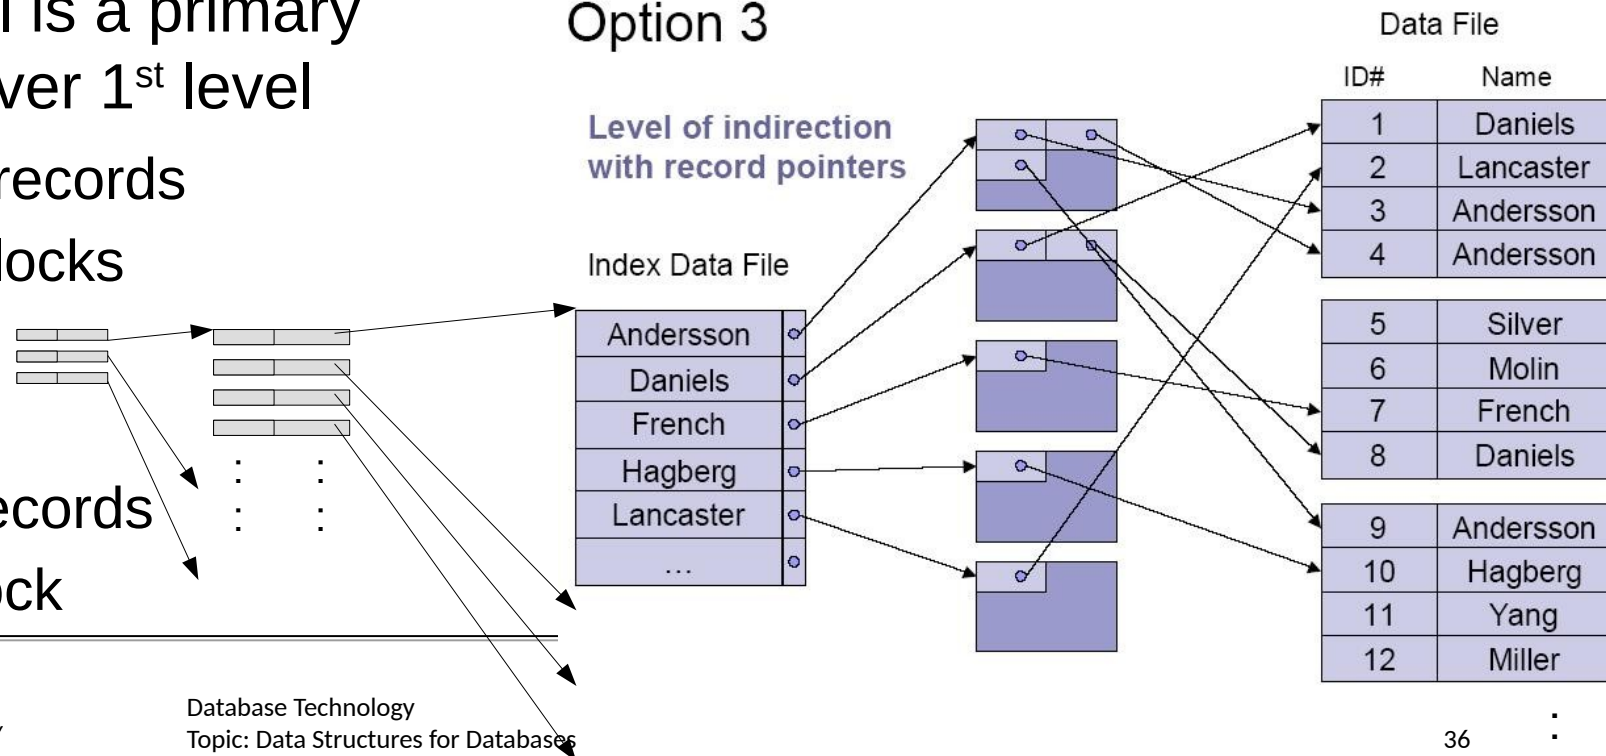 l is a primary
ver 1st level
records
locks
ecords
ock
Option 3
Level of indirection
with record pointers
Index Data File
Andersson
Daniels
French
Hagberg
Lancaster
...
Data File
ID# Name
1 Daniels
2 Lancaster
3 Andersson
4 Andersson
5 Silver
6 Molin
7 French
8 Daniels
9 Andersson
10 Hagberg
11 Yang
12 Miller
Database Technology
Topic: Data Structures for Databases
36